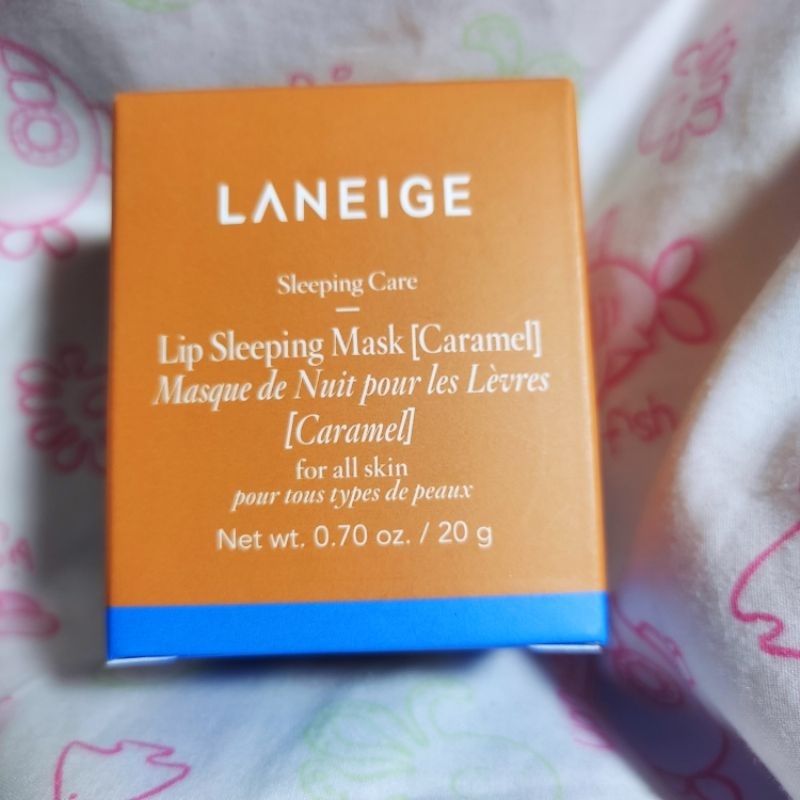 LANEIGE
Sleeping Care
Lip Sleeping Mask [Caramel]
Masque de Nuit pour les Lèvres
[Caramel]
for all skin
pour tous types de peaux
Net wt. 0.70 oz. / 20 g